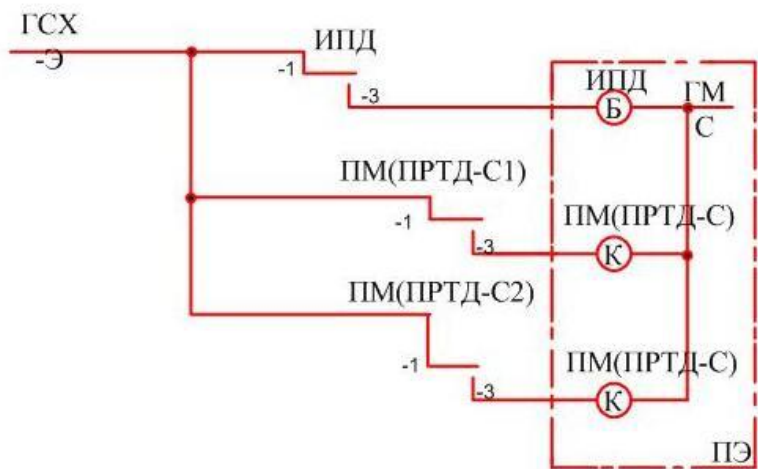 ГСХ
-Э
ИПД
-1
-3
ИПД
Б
ГМ
С
ПМ(ПРТД-С1)
-1
-3
ПМ(ПРТД-С)
К
ПМ(ПРТД-С2)
-1
-3
ПМ(ПРТД-С)
К
ПЭ